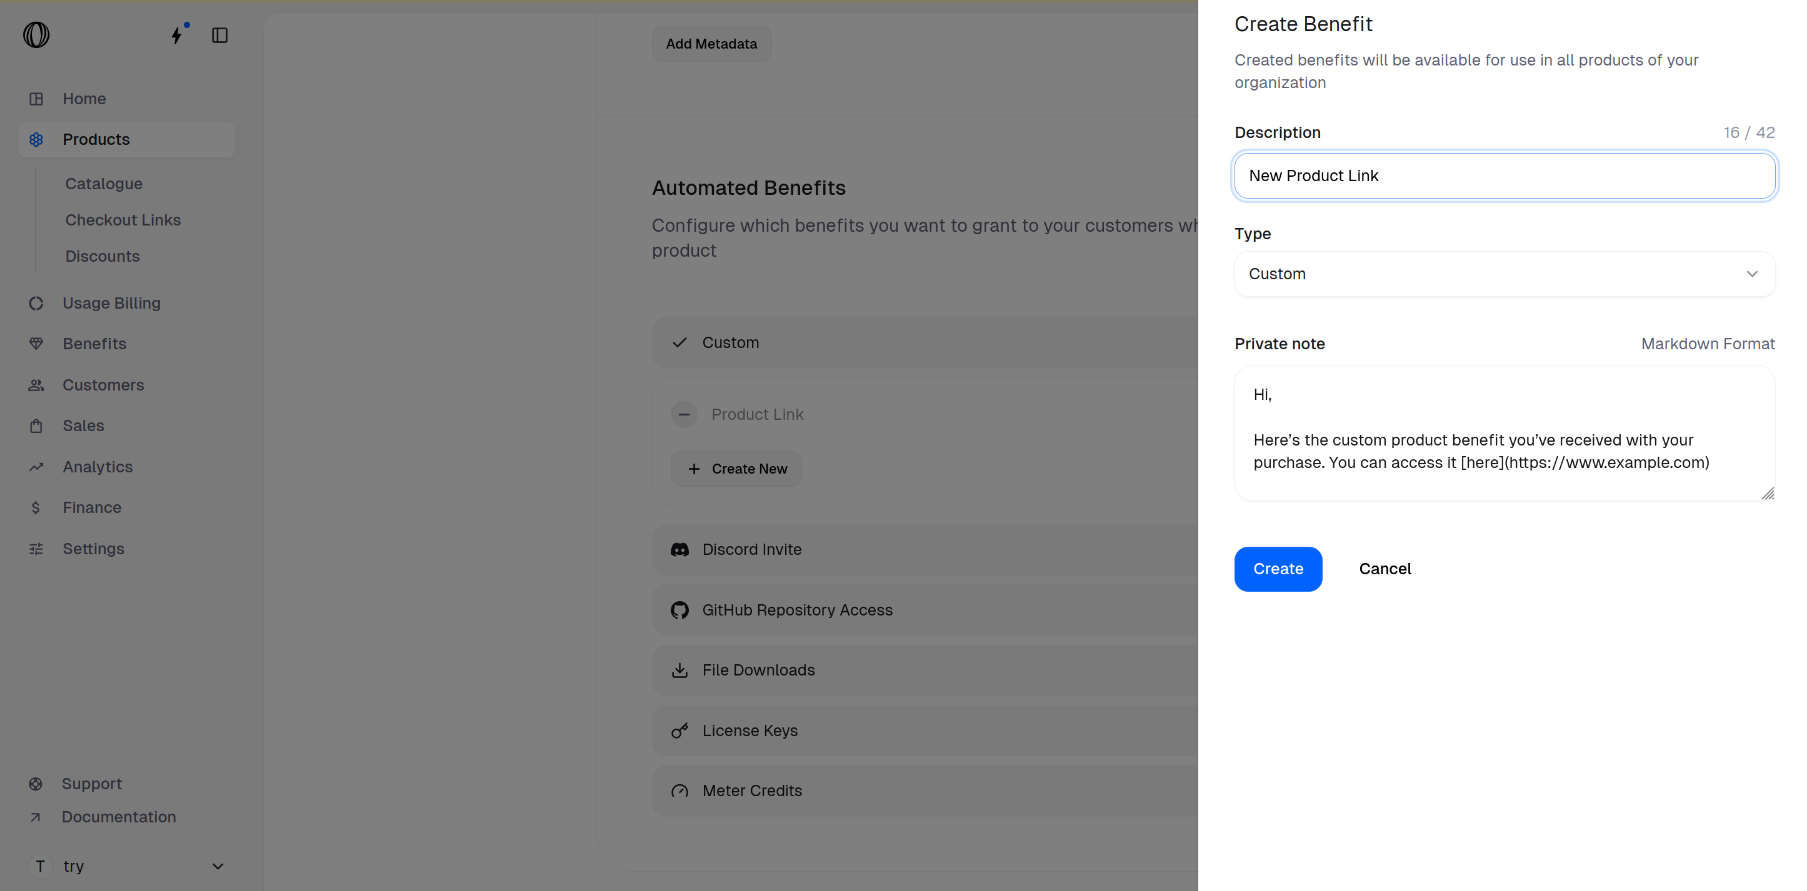 Home
Products
Catalogue
Checkout Links
Discounts
Usage Billing
Benefits
Customers
Sales
Analytics
Finance
Settings
Support
Documentation
T try
Add Metadata
Automated Benefits
Configure which benefits you want to grant to your customers wh
product
Custom
Product Link
Create New
Discord Invite
GitHub Repository Access
File Downloads
License Keys
Meter Credits
Create Benefit
Created benefits will be available for use in all products of your
organization
Description 16 / 42
New Product Link
Type
Custom
Private note Markdown Format
Hi,
Here’s the custom product benefit you’ve received with your
purchase. You can access it [here](https://www.example.com)
Create Cancel